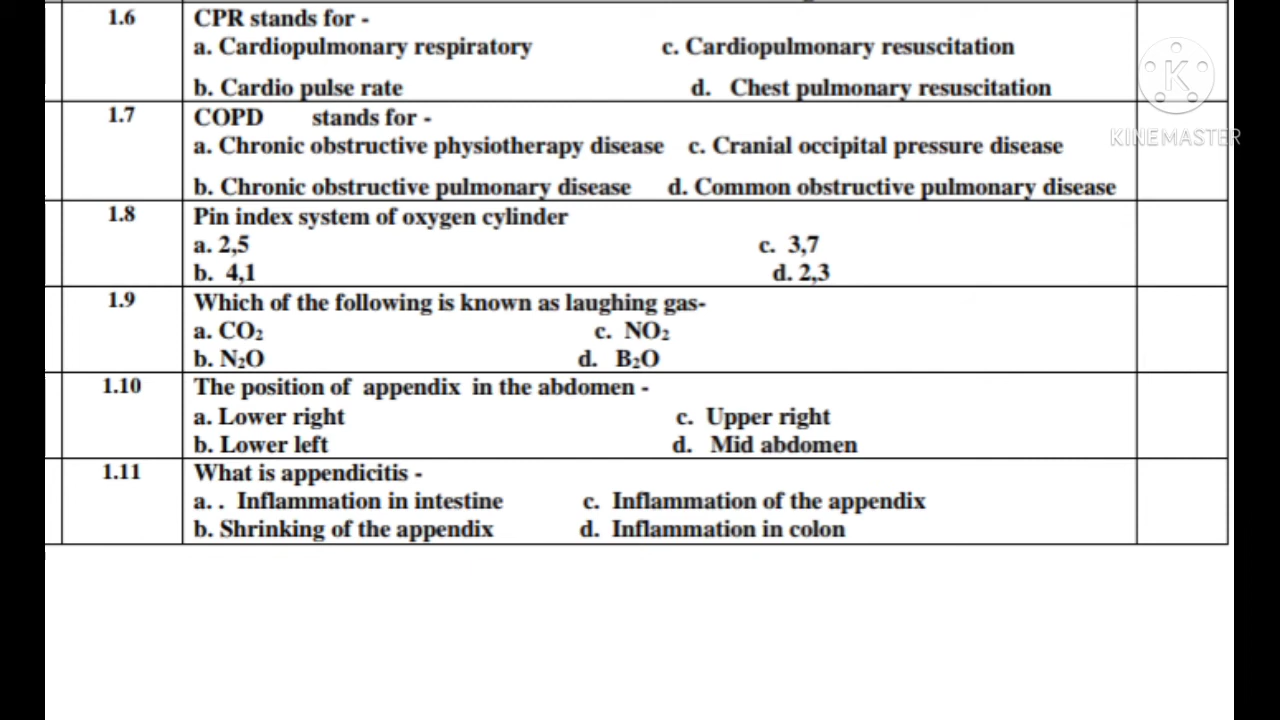 1.6 CPR stands for -
a. Cardiopulmonary respiratory c. Cardiopulmonary resuscitation
b. Cardio pulse rate d. Chest pulmonary resuscitation
1.7 COPD stands for -
a. Chronic obstructive physiotherapy disease c. Cranial occipital pressure disease
b. Chronic obstructive pulmonary disease d. Common obstructive pulmonary disease
1.8 Pin index system of oxygen cylinder
a. 2,5 c. 3,7
b. 4,1 d. 2,3
1.9 Which of the following is known as laughing gas-
a. CO₂ c. NO₂
b. N₂O d. B₂O
1.10 The position of appendix in the abdomen -
a. Lower right c. Upper right
b. Lower left d. Mid abdomen
1.11 What is appendicitis -
a. . Inflammation in intestine c. Inflammation of the appendix
b. Shrinking of the appendix d. Inflammation in colon
K
KINEMASTER